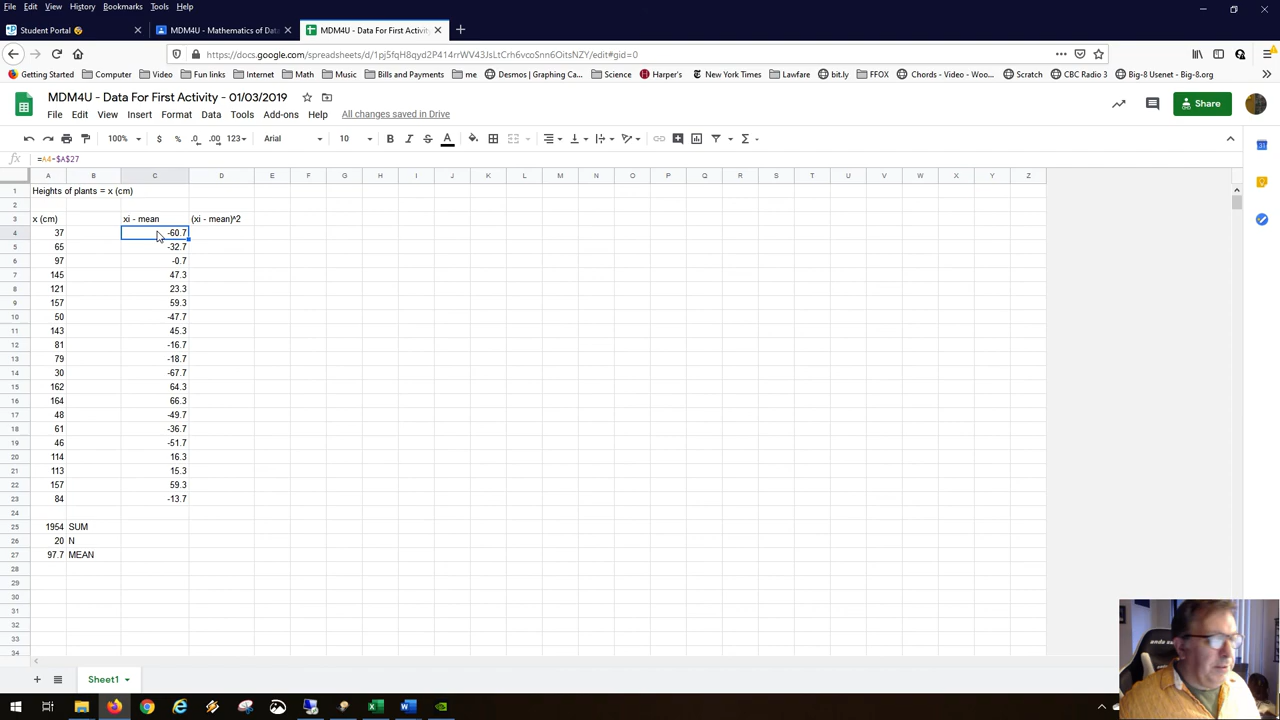 File Edit View History Bookmarks Tools Help
Student Portal
MDM4U - Mathematics of Data
MDM4U - Data For First Activity
https://docs.google.com/spreadsheets/d/1pj5fqH8qyd2P414rrWV43JsLtCrh6vcoSnn6OitsNZY/edit#gid=0
Getting Started Computer Video Fun links Internet Math Music Bills and Payments me Desmos | Graphing Ca... Science Harper's New York Times Lawfare bit.ly FFOX Chords - Video - Wo... Scratch CBC Radio 3 Big-8 Usenet - Big-8.org
MDM4U - Data For First Activity - 01/03/2019
File Edit View Insert Format Data Tools Add-ons Help All changes saved in Drive
Share
100% $ % .0 .00 123 Arial 10 B I S A
fx =A4-$A$27
A B C D E F G H I J K L M N O P Q R S T U V W X Y Z
1 Heights of plants = x (cm)
2
3 x (cm) xi - mean (xi - mean)^2
4 37 -60.7
5 65 -32.7
6 97 -0.7
7 145 47.3
8 121 23.3
9 157 59.3
10 50 -47.7
11 143 45.3
12 81 -16.7
13 79 -18.7
14 30 -67.7
15 162 64.3
16 164 66.3
17 48 -49.7
18 61 -36.7
19 46 -51.7
20 114 16.3
21 113 15.3
22 157 59.3
23 84 -13.7
24
25 1954 SUM
26 20 N
27 97.7 MEAN
28
29
30
31
32
33
34
Sheet1